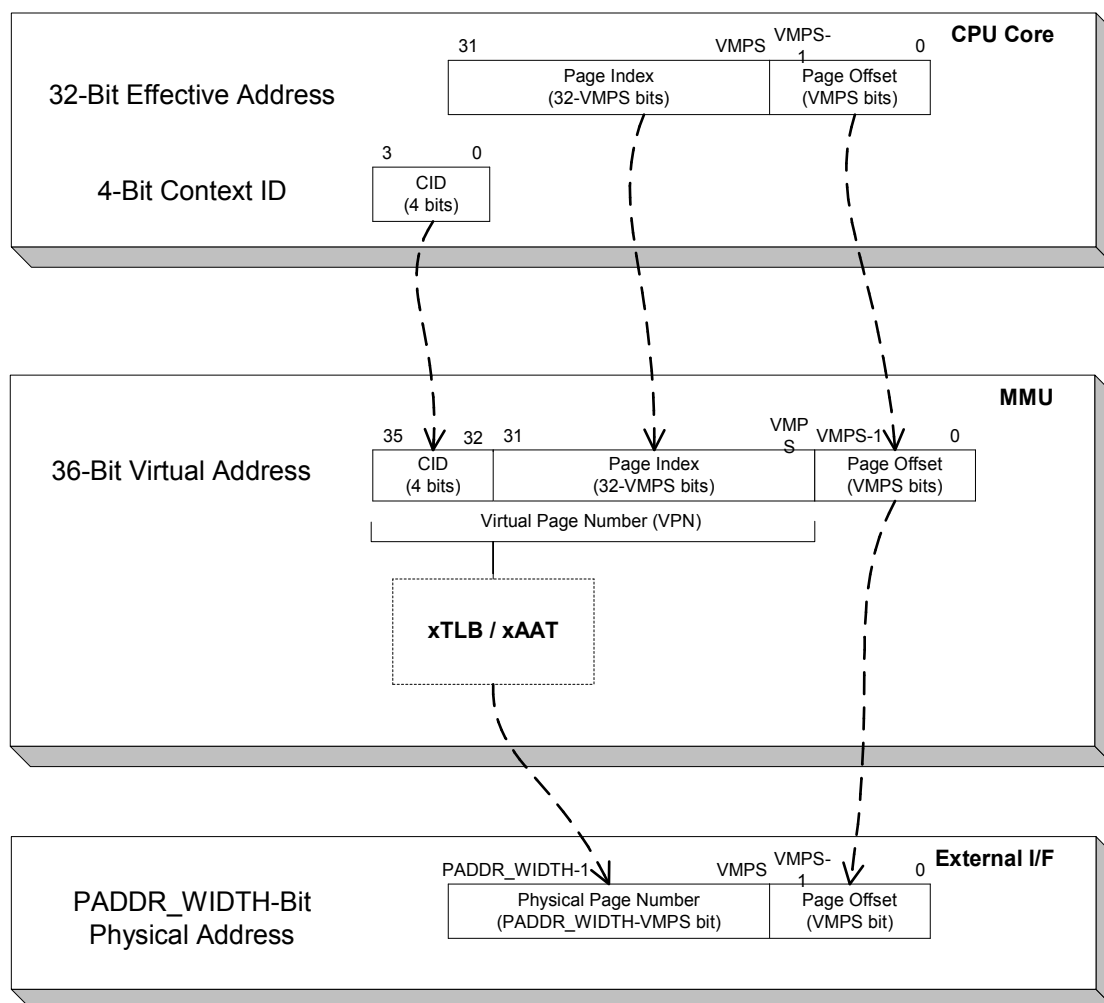 CPU Core
31 VMPS VMPS-
1 0
32-Bit Effective Address
Page Index
(32-VMPS bits)
Page Offset
(VMPS bits)
4-Bit Context ID
3 0
CID
(4 bits)
MMU
35 32 31 VMP
S VMPS-1 0
36-Bit Virtual Address
CID
(4 bits)
Page Index
(32-VMPS bits)
Page Offset
(VMPS bits)
Virtual Page Number (VPN)
xTLB / xAAT
External I/F
PADDR_WIDTH-1 VMPS VMPS-
1 0
PADDR_WIDTH-Bit
Physical Address
Physical Page Number
(PADDR_WIDTH-VMPS bit)
Page Offset
(VMPS bit)